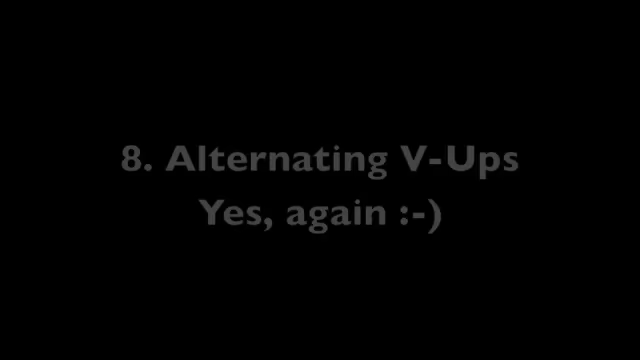 8. Alternating V-Ups
Yes, again :-)